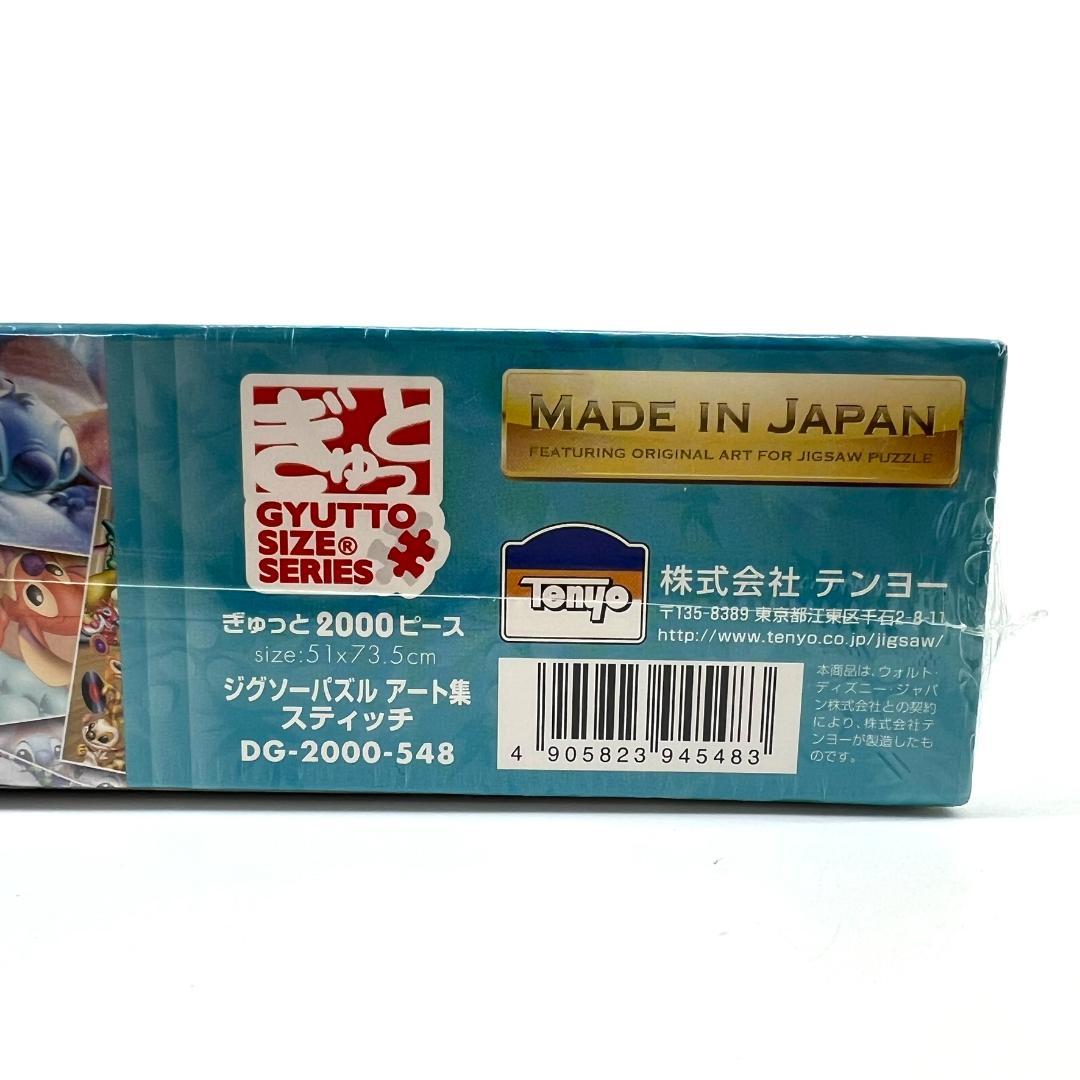 ぎゅっと
GYUTTO
SIZE®
SERIES
ぎゅっと 2000 ピース
size:51x73.5cm
ジグソーパズル アート集
スティッチ
DG-2000-548
MADE IN JAPAN
FEATURING ORIGINAL ART FOR JIGSAW PUZZLE
Tenyo
株式会社 テンヨー
〒135-8389 東京都江東区千石2-8-11
http://www.tenyo.co.jp/jigsaw/
4 905823 945483
本商品は、ウォルト・
ディズニー・ジャパ
ン株式会社との契約
により、株式会社テ
ンヨーが製造したも
のです。